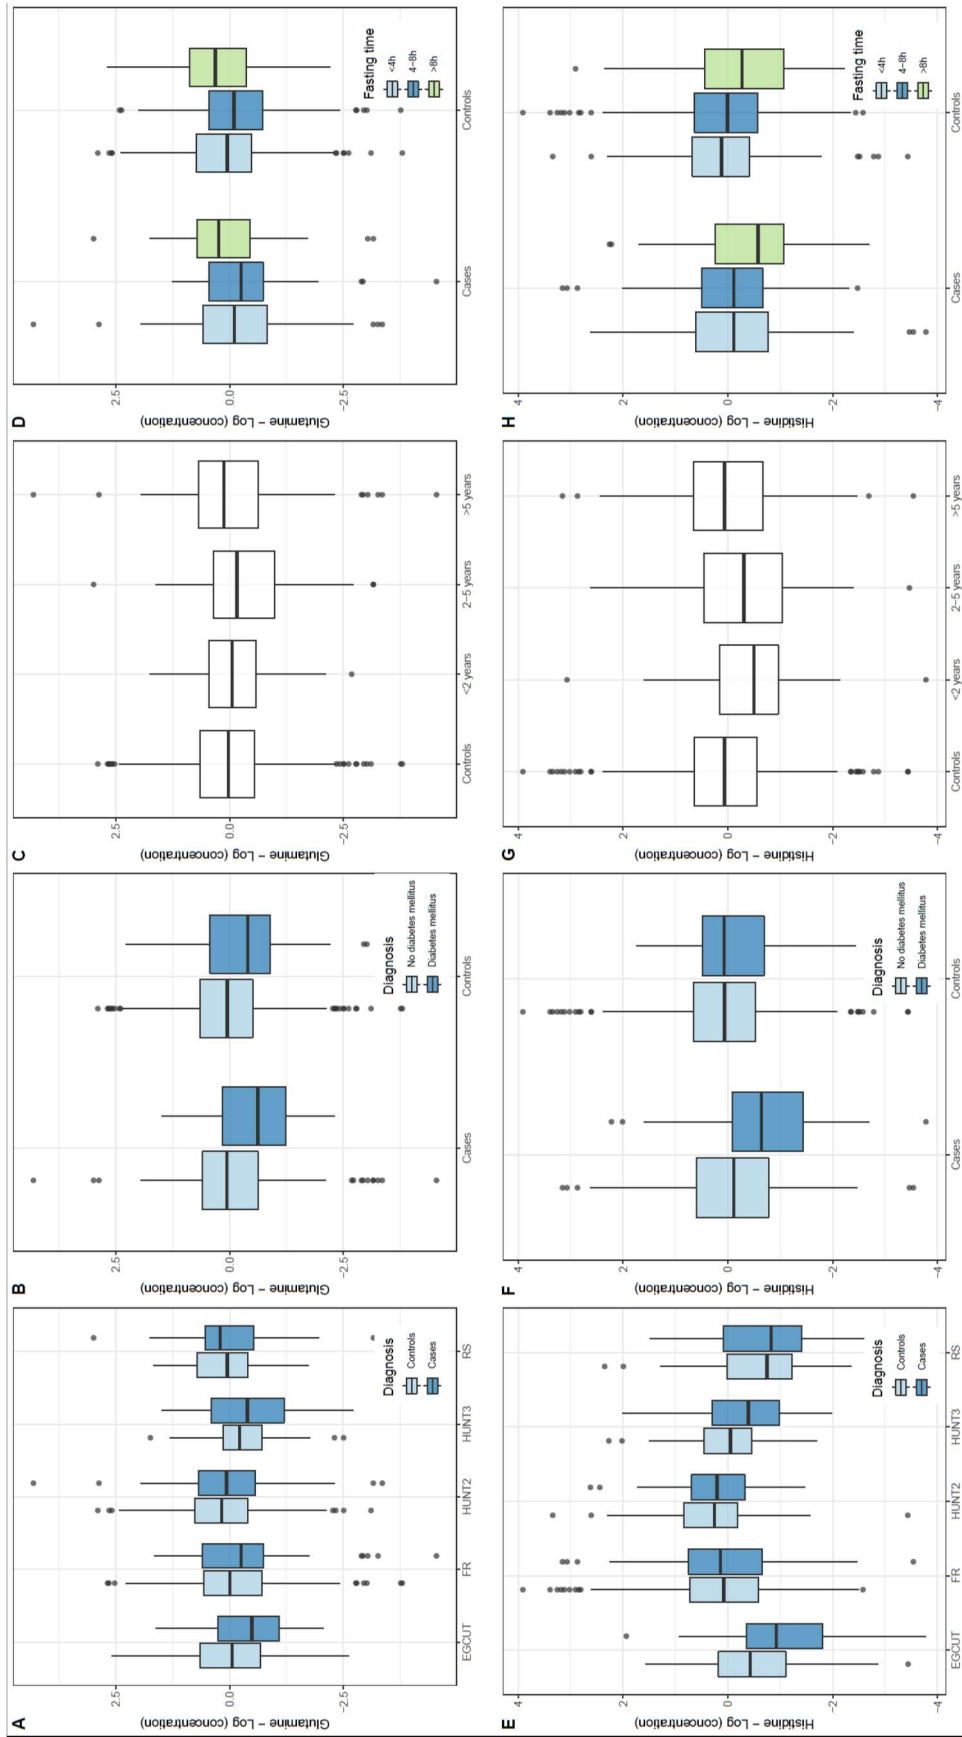 A
Glutamine − Log (concentration)
2.5
0.0
−2.5
EGCUT
FR
HUNT2
HUNT3
RS
Diagnosis
Controls
Cases
B
Glutamine − Log (concentration)
2.5
0.0
−2.5
Cases
Controls
Diagnosis
No diabetes mellitus
Diabetes mellitus
C
Glutamine − Log (concentration)
2.5
0.0
−2.5
Controls
<2 years
2−5 years
>5 years
D
Glutamine − Log (concentration)
2.5
0.0
−2.5
Cases
Controls
Fasting time
<4h
4−8h
>8h
E
Histidine − Log (concentration)
4
2
0
−2
−4
EGCUT
FR
HUNT2
HUNT3
RS
Diagnosis
Controls
Cases
F
Histidine − Log (concentration)
4
2
0
−2
−4
Cases
Controls
Diagnosis
No diabetes mellitus
Diabetes mellitus
G
Histidine − Log (concentration)
4
2
0
−2
−4
Controls
<2 years
2−5 years
>5 years
H
Histidine − Log (concentration)
4
2
0
−2
−4
Cases
Controls
Fasting time
<4h
4−8h
>8h